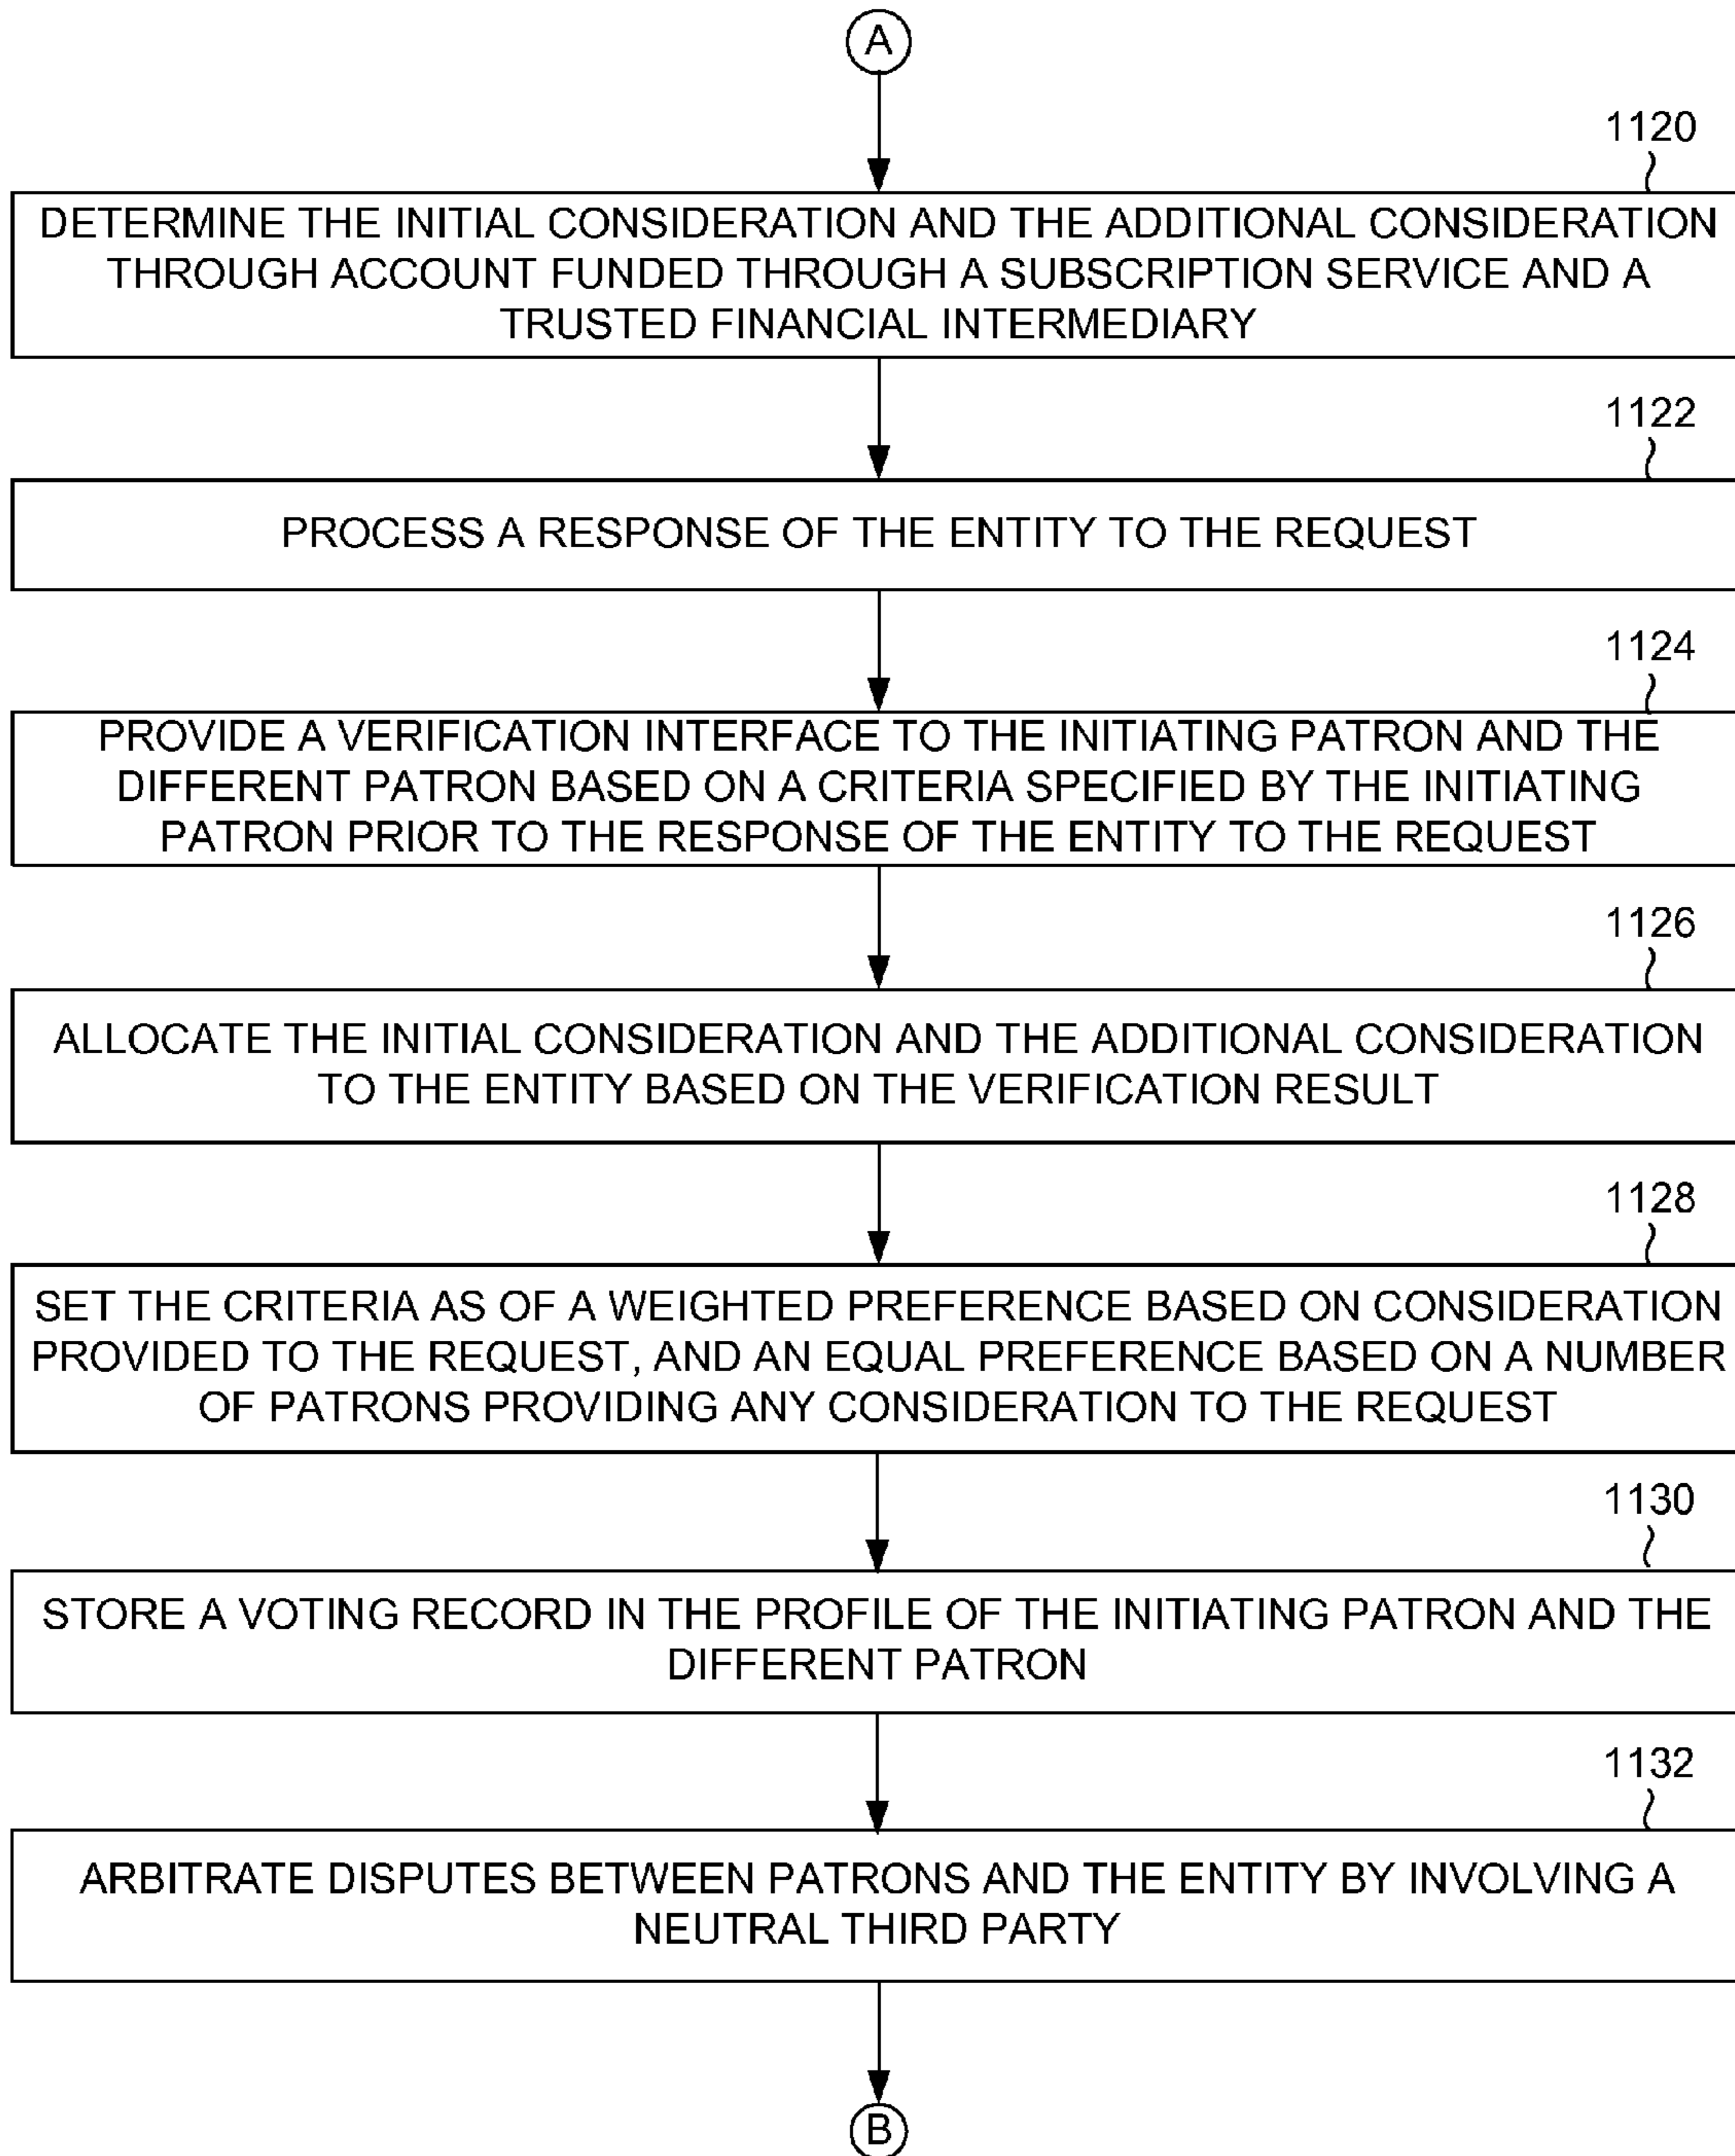 A
1120
DETERMINE THE INITIAL CONSIDERATION AND THE ADDITIONAL CONSIDERATION
THROUGH ACCOUNT FUNDED THROUGH A SUBSCRIPTION SERVICE AND A
TRUSTED FINANCIAL INTERMEDIARY
1122
PROCESS A RESPONSE OF THE ENTITY TO THE REQUEST
1124
PROVIDE A VERIFICATION INTERFACE TO THE INITIATING PATRON AND THE
DIFFERENT PATRON BASED ON A CRITERIA SPECIFIED BY THE INITIATING
PATRON PRIOR TO THE RESPONSE OF THE ENTITY TO THE REQUEST
1126
ALLOCATE THE INITIAL CONSIDERATION AND THE ADDITIONAL CONSIDERATION
TO THE ENTITY BASED ON THE VERIFICATION RESULT
1128
SET THE CRITERIA AS OF A WEIGHTED PREFERENCE BASED ON CONSIDERATION
PROVIDED TO THE REQUEST, AND AN EQUAL PREFERENCE BASED ON A NUMBER
OF PATRONS PROVIDING ANY CONSIDERATION TO THE REQUEST
1130
STORE A VOTING RECORD IN THE PROFILE OF THE INITIATING PATRON AND THE
DIFFERENT PATRON
1132
ARBITRATE DISPUTES BETWEEN PATRONS AND THE ENTITY BY INVOLVING A
NEUTRAL THIRD PARTY
B